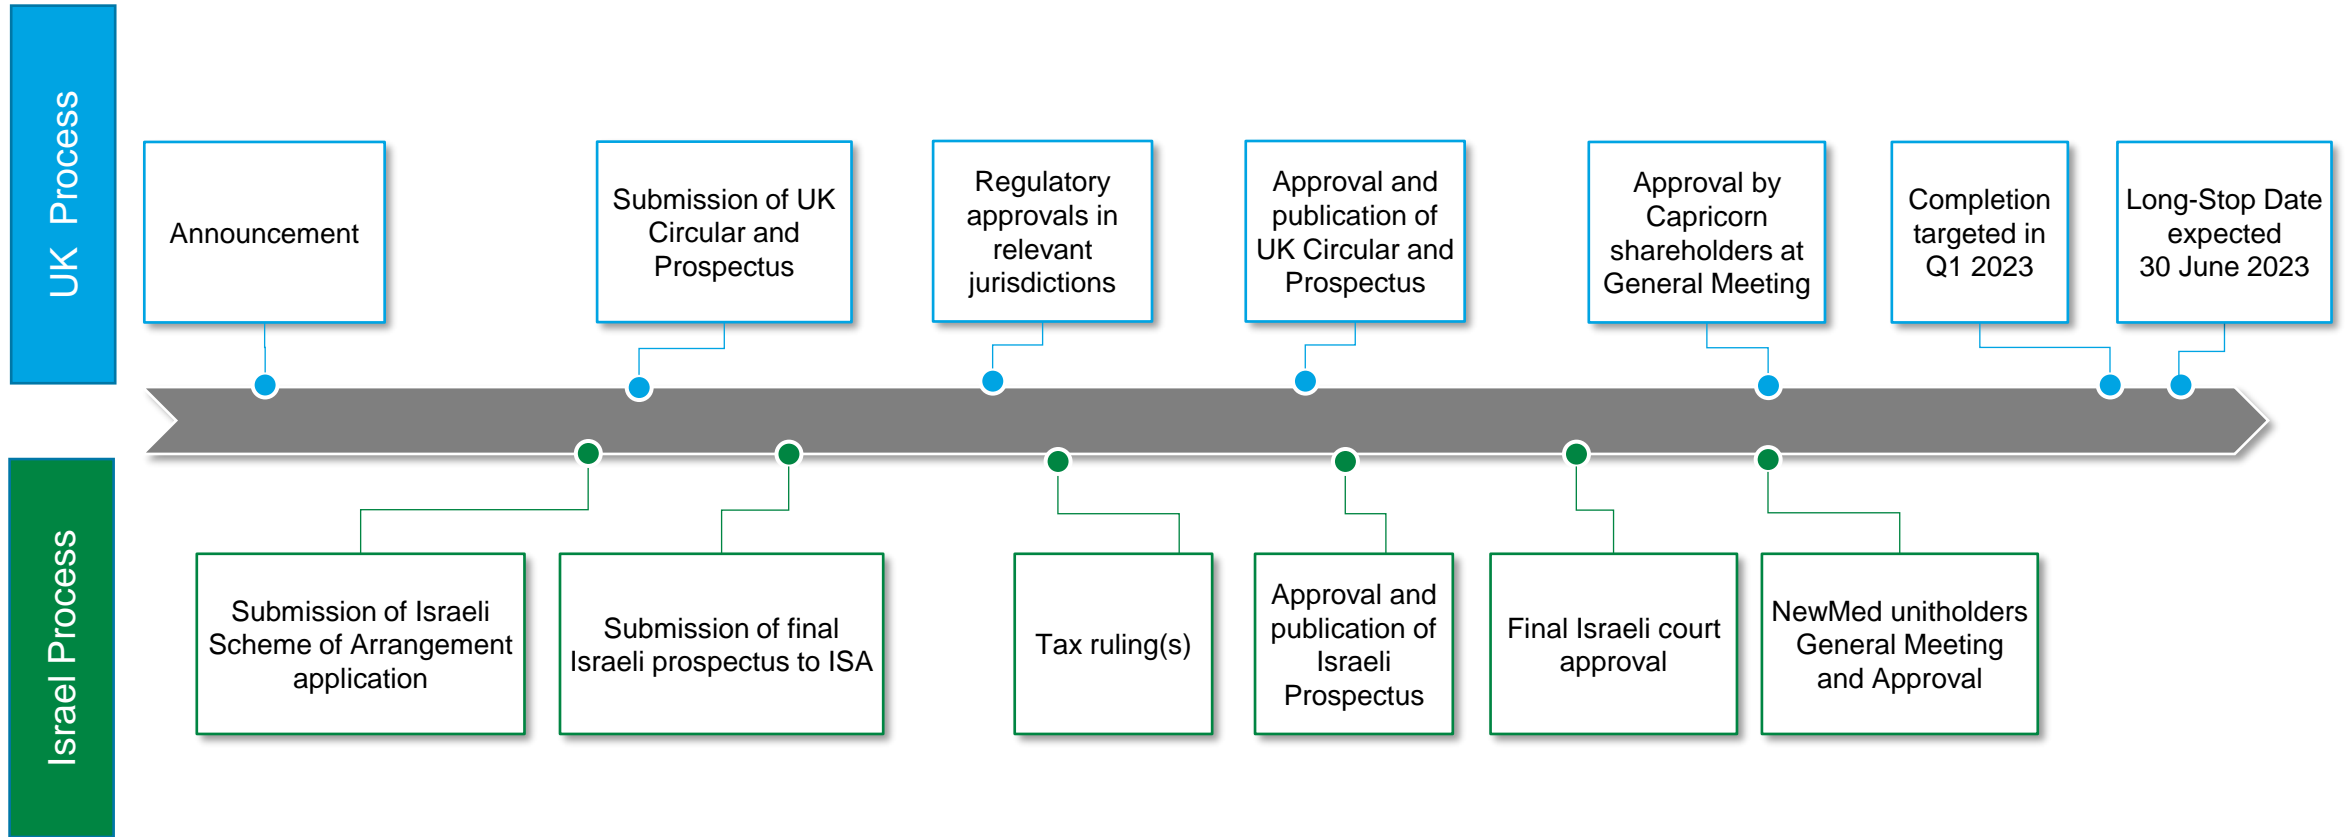 UK Process
Announcement
Submission of UK
Circular and
Prospectus
Regulatory
approvals in
relevant
jurisdictions
Approval and
publication of
UK Circular and
Prospectus
Approval by
Capricorn
shareholders at
General Meeting
Completion
targeted in
Q1 2023
Long-Stop Date
expected
30 June 2023
Israel Process
Submission of Israeli
Scheme of Arrangement
application
Submission of final
Israeli prospectus to ISA
Tax ruling(s)
Approval and
publication of
Israeli
Prospectus
Final Israeli court
approval
NewMed unitholders
General Meeting
and Approval